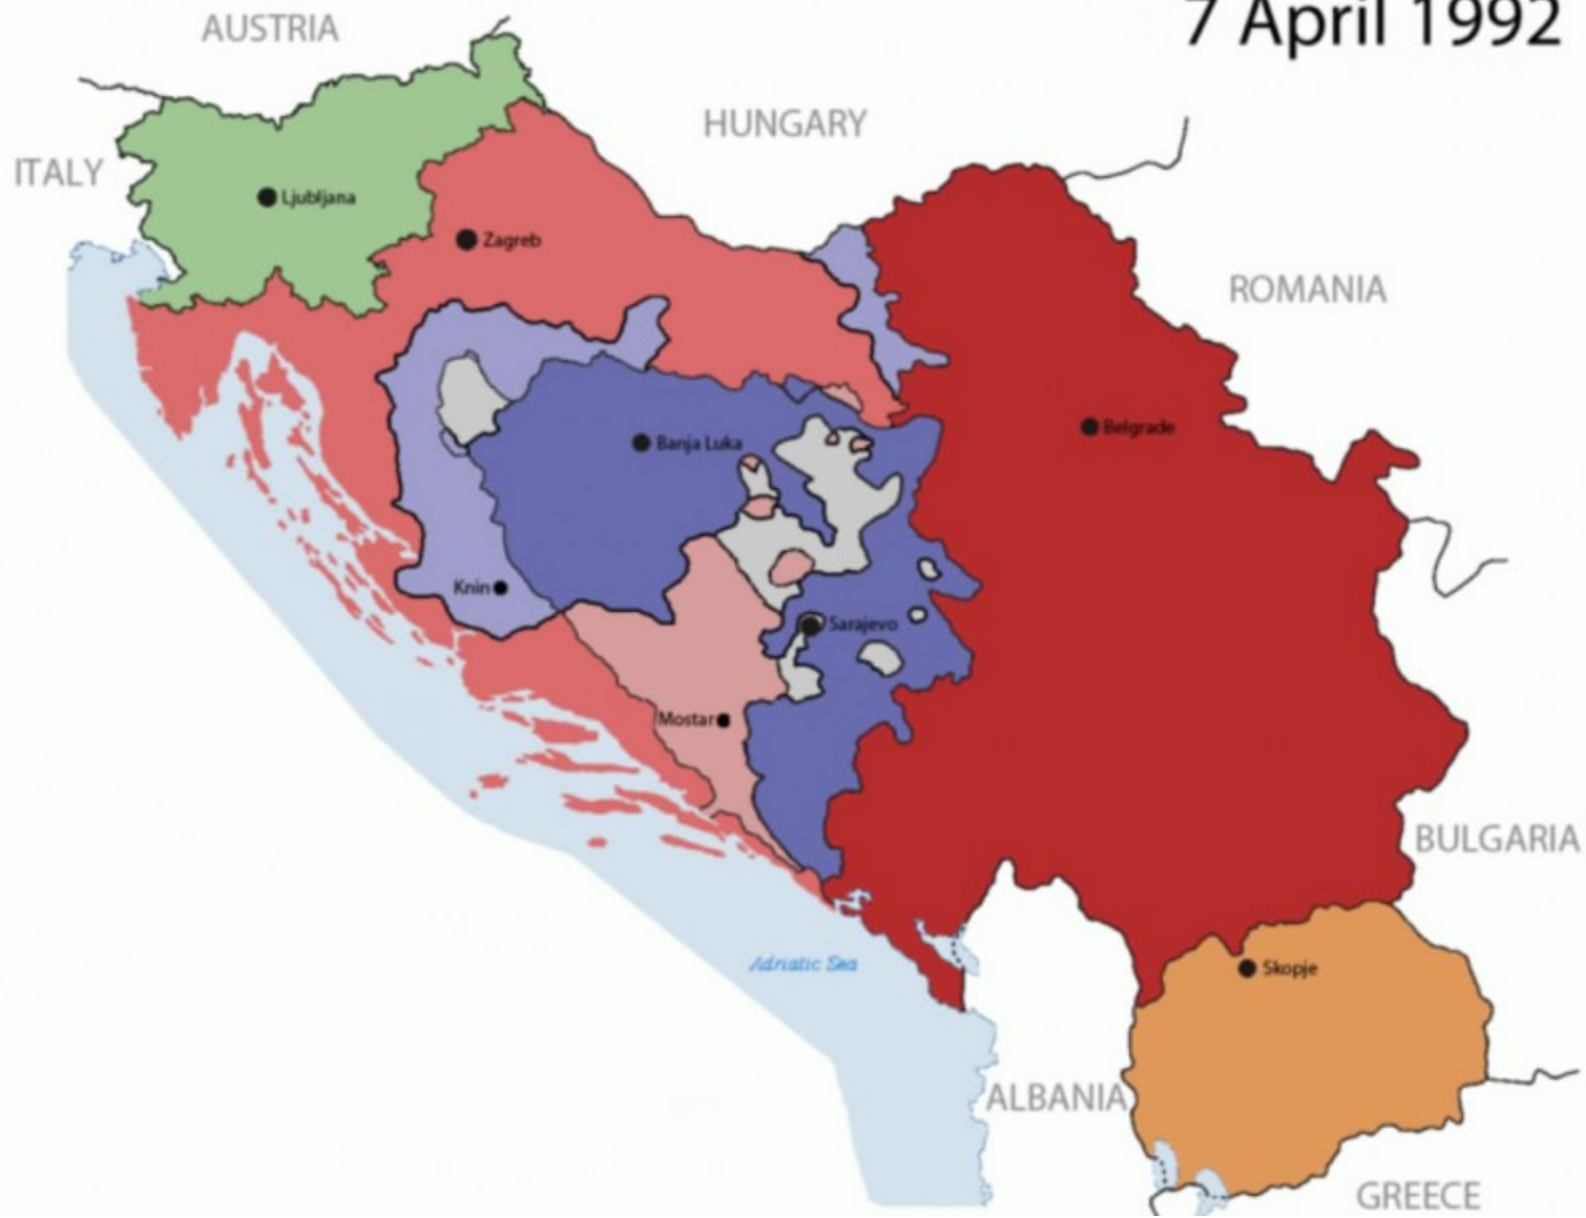 7 April 1992
AUSTRIA
HUNGARY
ITALY
Ljubljana
Zagreb
ROMANIA
Belgrade
Banja Luka
Knin
Sarajevo
Mostar
BULGARIA
Adriatic Sea
Skopje
ALBANIA
GREECE